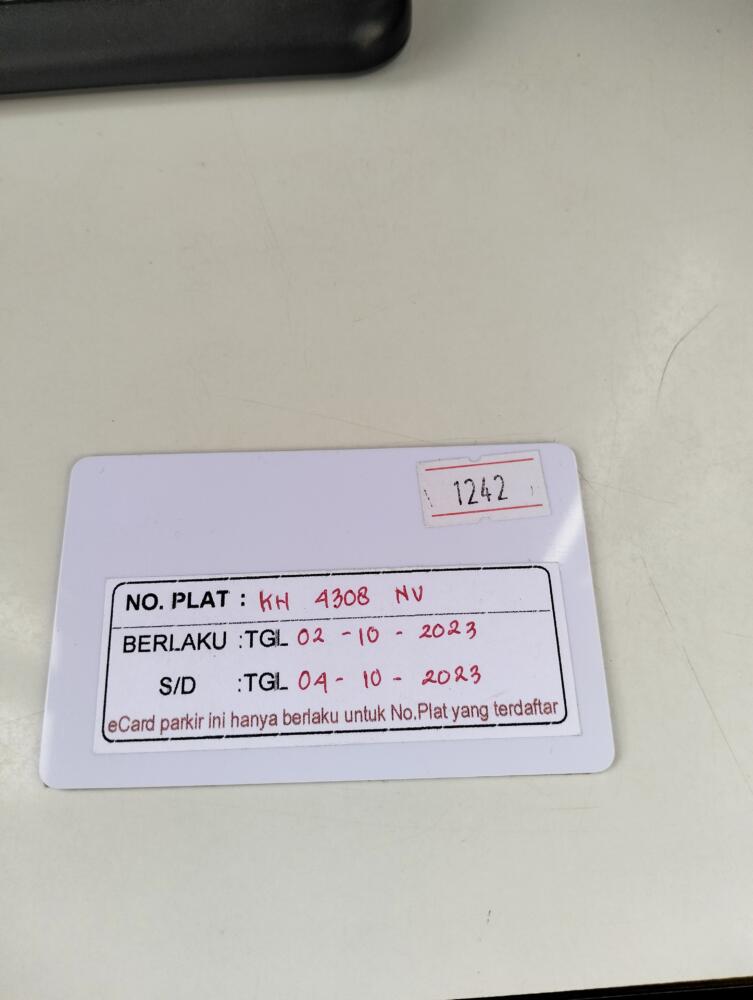 1242
NO. PLAT : KH 4308 NV
BERLAKU :TGL 02 - 10 - 2023
S/D :TGL 04 - 10 - 2023
eCard parkir ini hanya berlaku untuk No.Plat yang terdaftar